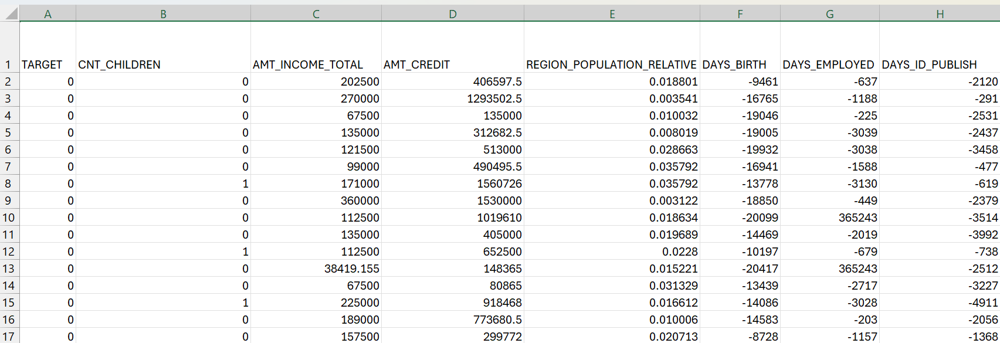 A B C D E F G H
1 TARGET CNT_CHILDREN AMT_INCOME_TOTAL AMT_CREDIT REGION_POPULATION_RELATIVE DAYS_BIRTH DAYS_EMPLOYED DAYS_ID_PUBLISH
2 0 0 202500 406597.5 0.018801 -9461 -637 -2120
3 0 0 270000 1293502.5 0.003541 -16765 -1188 -291
4 0 0 67500 135000 0.010032 -19046 -225 -2531
5 0 0 135000 312682.5 0.008019 -19005 -3039 -2437
6 0 0 121500 513000 0.028663 -19932 -3038 -3458
7 0 0 99000 490495.5 0.035792 -16941 -1588 -477
8 0 1 171000 1560726 0.035792 -13778 -3130 -619
9 0 0 360000 1530000 0.003122 -18850 -449 -2379
10 0 0 112500 1019610 0.018634 -20099 365243 -3514
11 0 0 135000 405000 0.019689 -14469 -2019 -3992
12 0 1 112500 652500 0.0228 -10197 -679 -738
13 0 0 38419.155 148365 0.015221 -20417 365243 -2512
14 0 0 67500 80865 0.031329 -13439 -2717 -3227
15 0 1 225000 918468 0.016612 -14086 -3028 -4911
16 0 0 189000 773680.5 0.010006 -14583 -203 -2056
17 0 0 157500 299772 0.020713 -8728 -1157 -1368